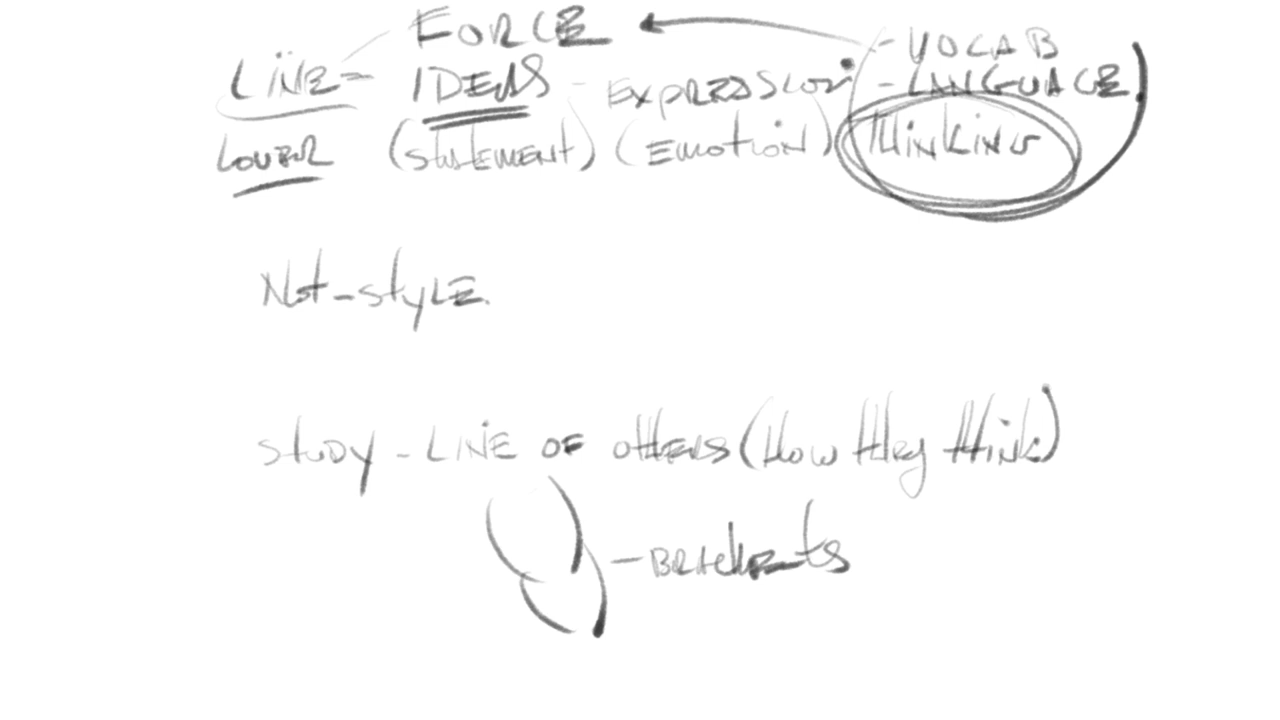 FORCE - VOCAB
LINE = IDEAS - EXPRESSION - LANGUAGE
LOVER (STATEMENT) (EMOTION) THINKING
Not-STYLE.
STUDY - LINE OF OTHERS (How they think)
- BRACKETS